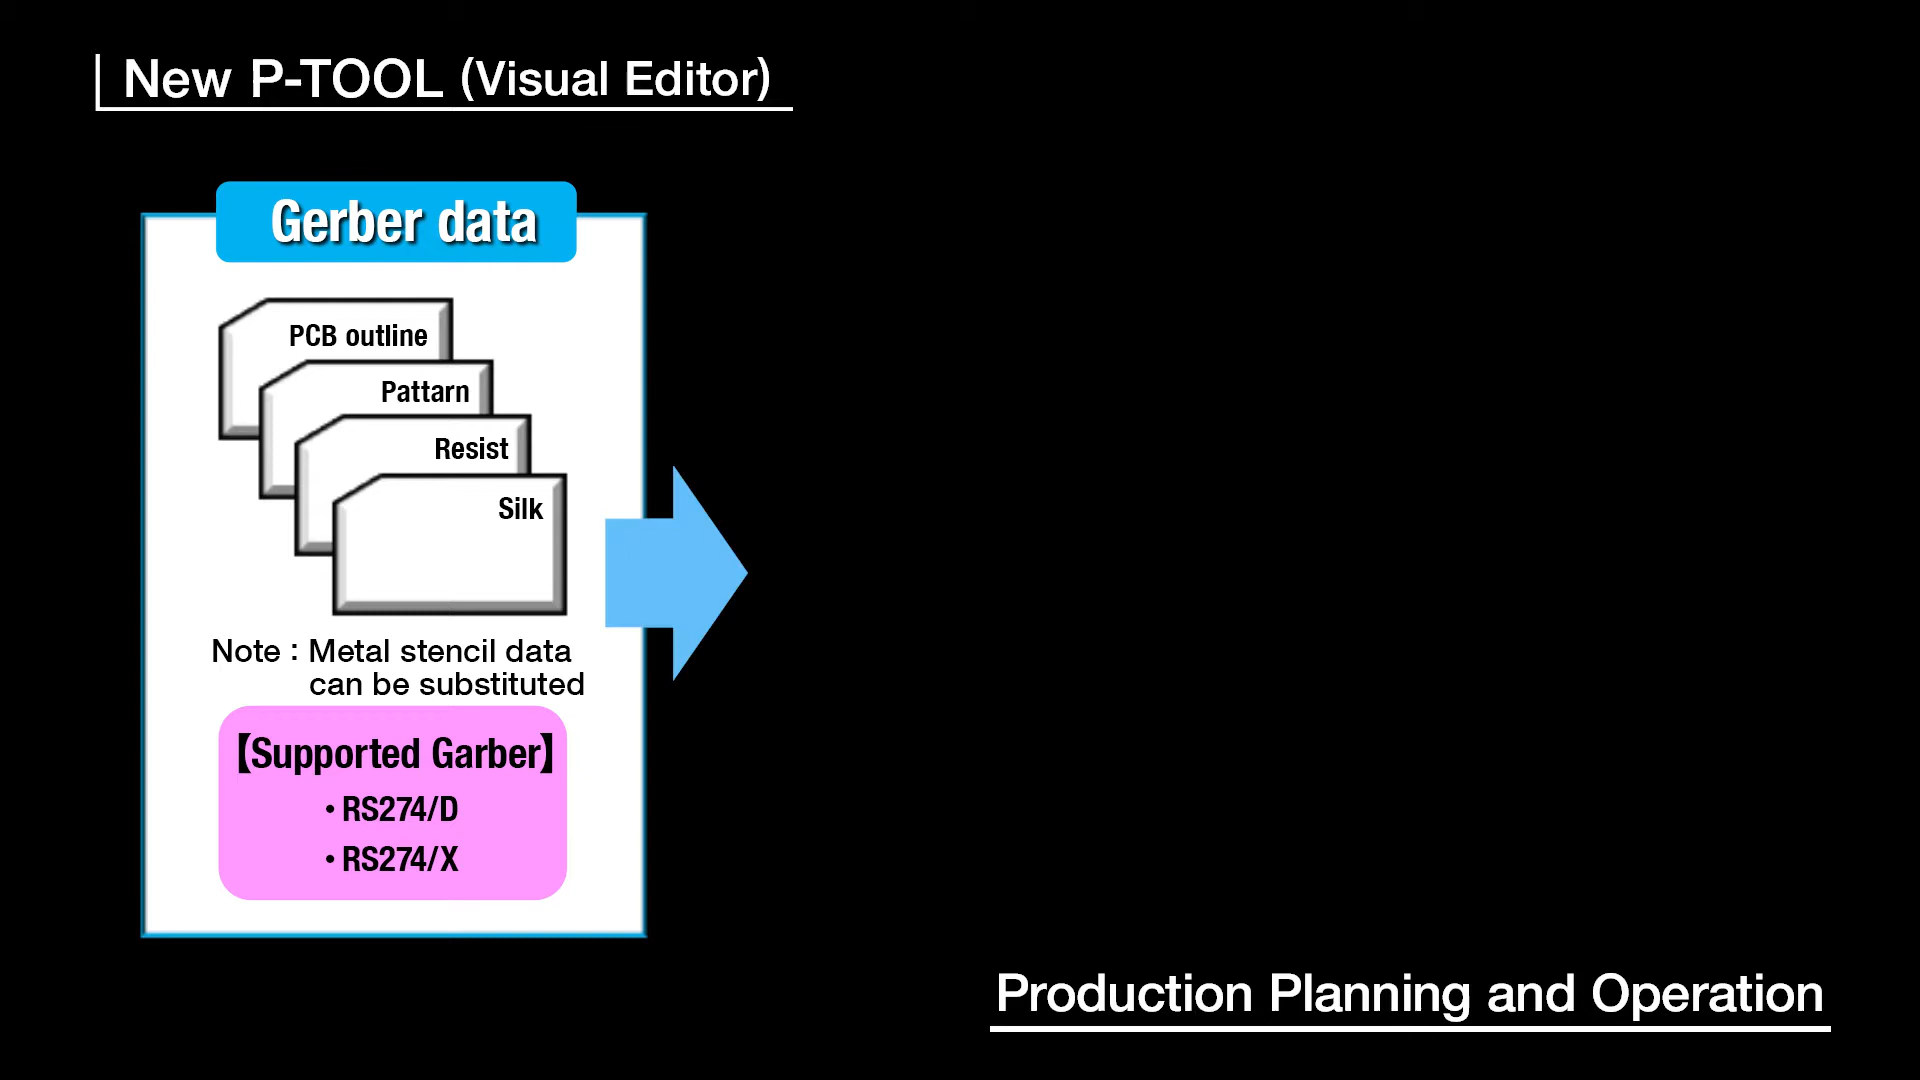 New P-TOOL (Visual Editor)
Gerber data
PCB outline
Pattarn
Resist
Silk
Note : Metal stencil data
can be substituted
【Supported Garber】
・RS274/D
・RS274/X
Production Planning and Operation